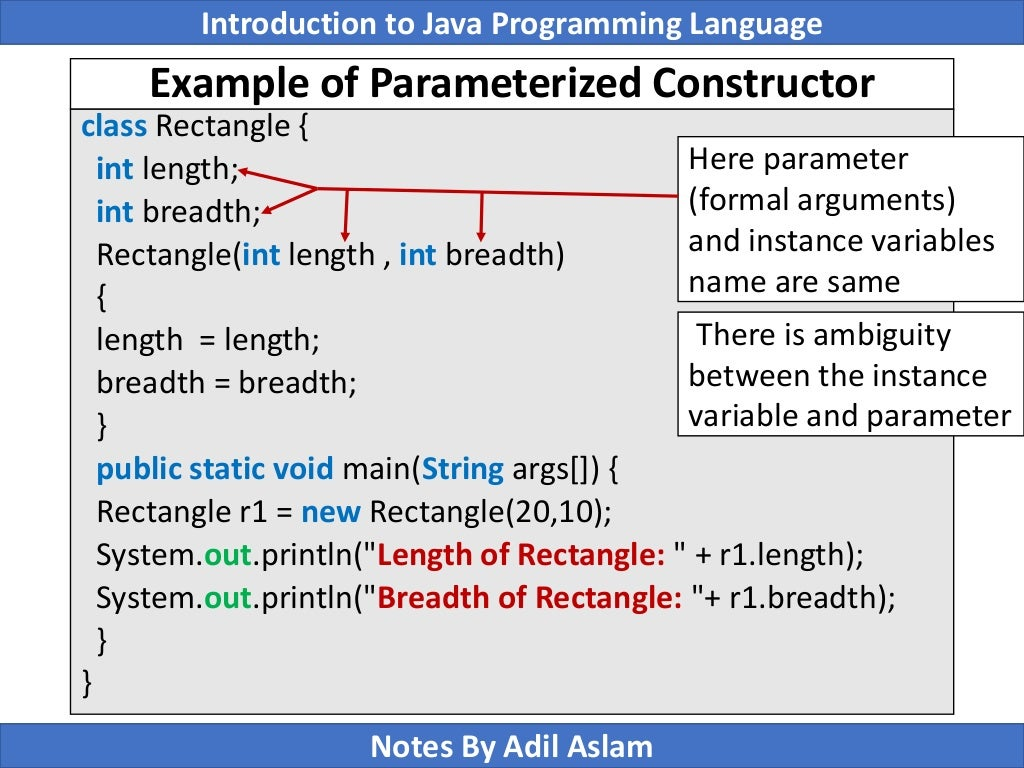 Introduction to Java Programming Language
Example of Parameterized Constructor
class Rectangle {
int length;
int breadth;
Rectangle(int length , int breadth)
{
length  = length;
breadth = breadth;
}
public static void main(String args[]) {
Rectangle r1 = new Rectangle(20,10);
System.out.println("Length of Rectangle: " + r1.length);
System.out.println("Breadth of Rectangle: "+ r1.breadth);
}
}
Here parameter
(formal arguments)
and instance variables
name are same
There is ambiguity
between the instance
variable and parameter
Notes By Adil Aslam